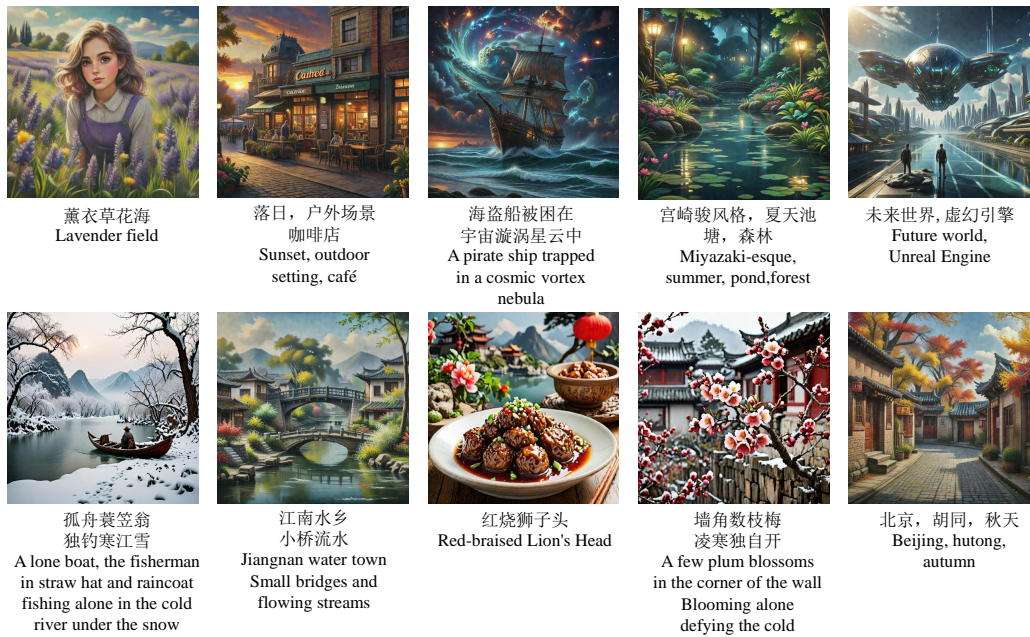 薰衣草花海
Lavender field
落日，户外场景
咖啡店
Sunset, outdoor
setting, café
海盗船被困在
宇宙漩涡星云中
A pirate ship trapped
in a cosmic vortex
nebula
宫崎骏风格，夏天池
塘，森林
Miyazaki-esque,
summer, pond,forest
未来世界, 虚幻引擎
Future world,
Unreal Engine
孤舟蓑笠翁
独钓寒江雪
A lone boat, the fisherman
in straw hat and raincoat
fishing alone in the cold
river under the snow
江南水乡
小桥流水
Jiangnan water town
Small bridges and
flowing streams
红烧狮子头
Red-braised Lion's Head
墙角数枝梅
凌寒独自开
A few plum blossoms
in the corner of the wall
Blooming alone
defying the cold
北京，胡同，秋天
Beijing, hutong,
autumn